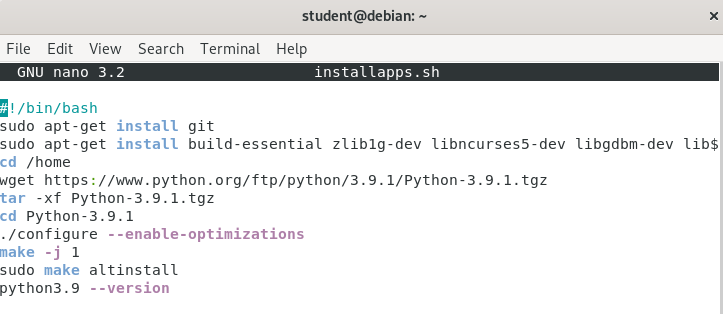 student@debian: ~
File Edit View Search Terminal Help
GNU nano 3.2 installapps.sh
#!/bin/bash
sudo apt-get install git
sudo apt-get install build-essential zlib1g-dev libncurses5-dev libgdbm-dev lib$
cd /home
wget https://www.python.org/ftp/python/3.9.1/Python-3.9.1.tgz
tar -xf Python-3.9.1.tgz
cd Python-3.9.1
./configure --enable-optimizations
make -j 1
sudo make altinstall
python3.9 --version